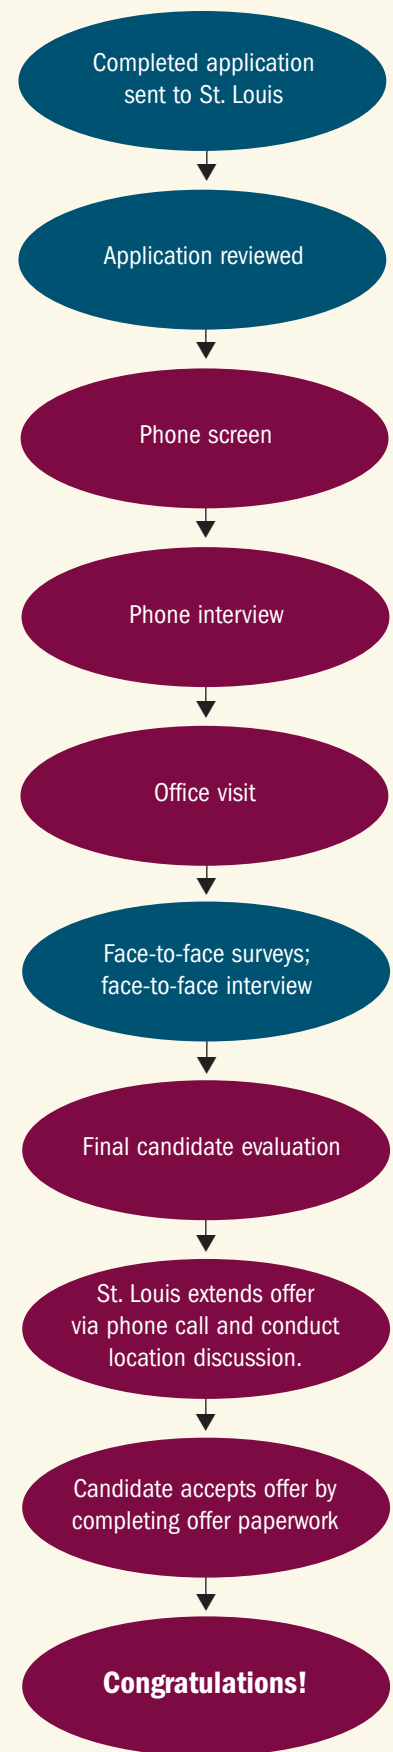 Completed application
sent to St. Louis
Application reviewed
Phone screen
Phone interview
Office visit
Face-to-face surveys;
face-to-face interview
Final candidate evaluation
St. Louis extends offer
via phone call and conduct
location discussion.
Candidate accepts offer by
completing offer paperwork
Congratulations!